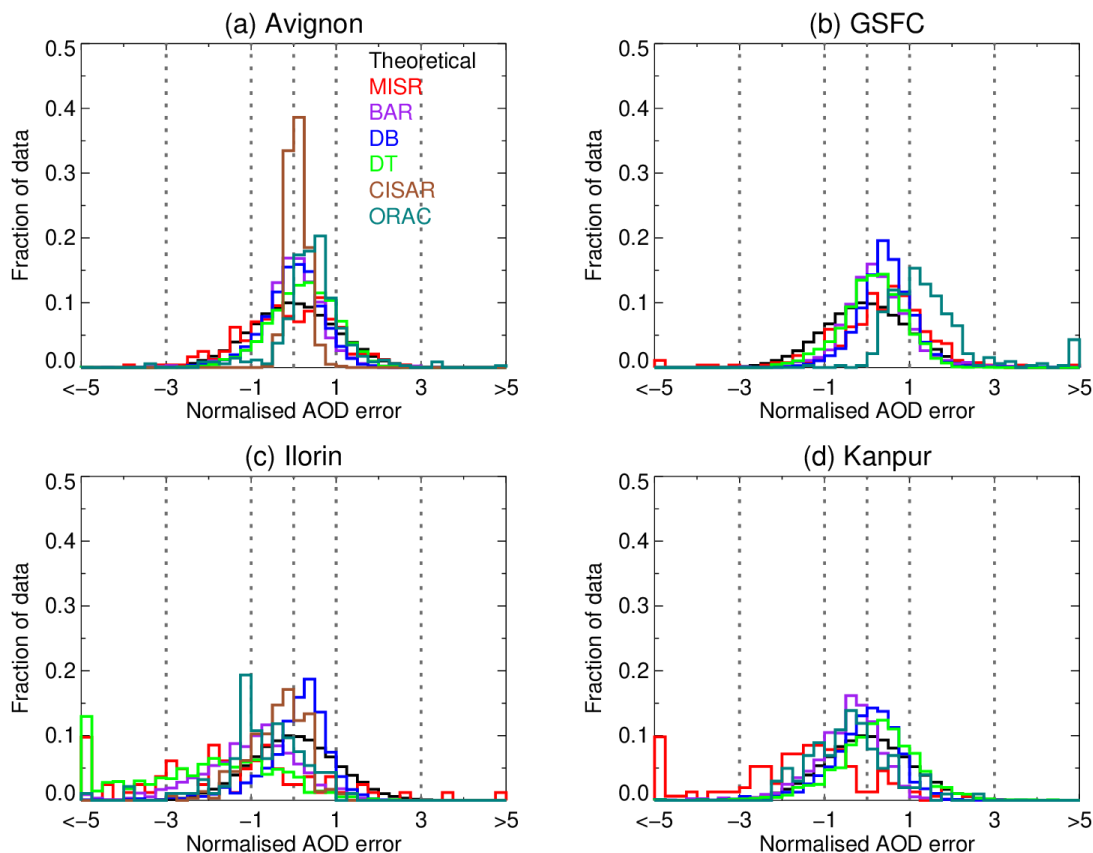 (a) Avignon
0.5
0.4
0.3
0.2
0.1
0.0
Fraction of data
Theoretical
MISR
BAR
DB
DT
CISAR
ORAC
<−5
−3
−1
1
3
>5
Normalised AOD error
(b) GSFC
0.5
0.4
0.3
0.2
0.1
0.0
Fraction of data
<−5
−3
−1
1
3
>5
Normalised AOD error
(c) Ilorin
0.5
0.4
0.3
0.2
0.1
0.0
Fraction of data
<−5
−3
−1
1
3
>5
Normalised AOD error
(d) Kanpur
0.5
0.4
0.3
0.2
0.1
0.0
Fraction of data
<−5
−3
−1
1
3
>5
Normalised AOD error